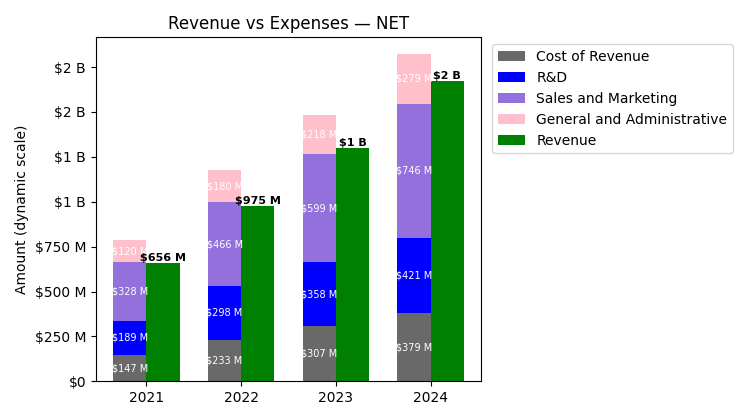 Revenue vs Expenses — NET
Amount (dynamic scale)
$2 B
$2 B
$1 B
$1 B
$750 M
$500 M
$250 M
$0
2021
2022
2023
2024
$120 M
$328 M
$189 M
$147 M
$656 M
$180 M
$466 M
$298 M
$233 M
$975 M
$218 M
$599 M
$358 M
$307 M
$1 B
$279 M
$746 M
$421 M
$379 M
$2 B
Cost of Revenue
R&D
Sales and Marketing
General and Administrative
Revenue